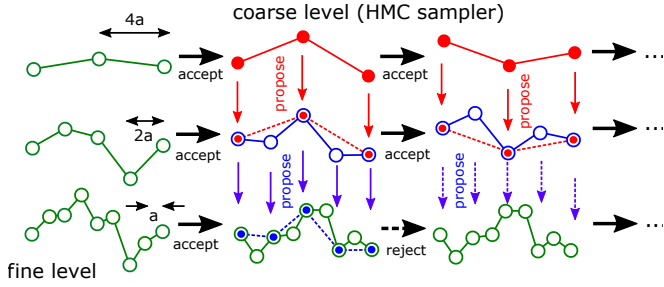 coarse level (HMC sampler)
4a
accept
propose
accept
propose
...
2a
accept
propose
accept
propose
...
a
accept
reject
...
fine level